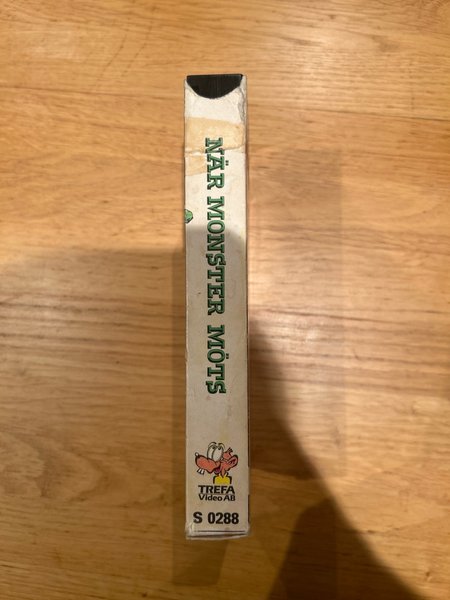 NÄR MONSTER MÖTS
TREFA
Video AB
S 0288